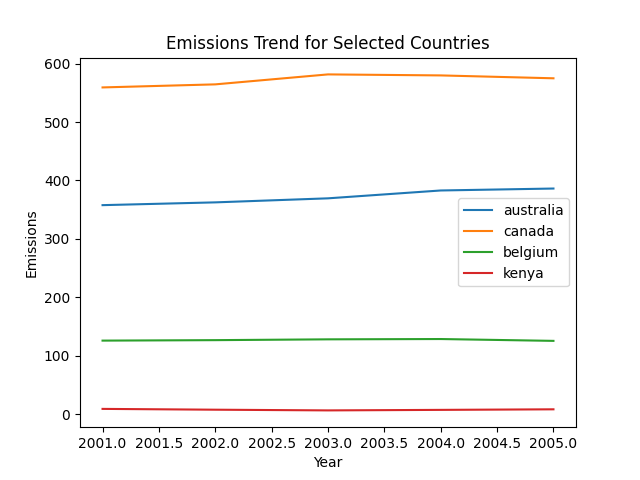 Emissions Trend for Selected Countries
600
500
400
300
200
100
0
Emissions
australia
canada
belgium
kenya
2001.0 2001.5 2002.0 2002.5 2003.0 2003.5 2004.0 2004.5 2005.0
Year